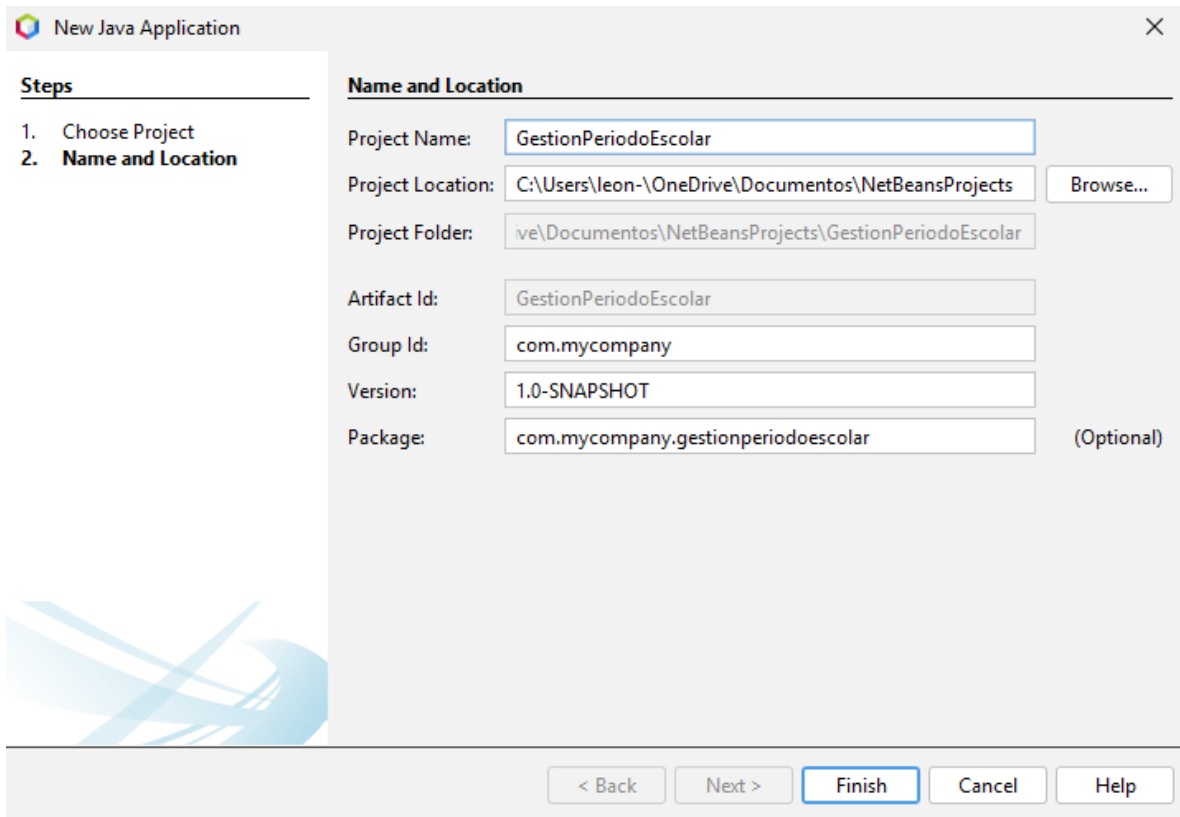 New Java Application
Steps
1. Choose Project
2. Name and Location
Name and Location
Project Name: GestionPeriodoEscolar
Project Location: C:\Users\leon-\OneDrive\Documentos\NetBeansProjects Browse...
Project Folder: ive\Documentos\NetBeansProjects\GestionPeriodoEscolar
Artifact Id: GestionPeriodoEscolar
Group Id: com.mycompany
Version: 1.0-SNAPSHOT
Package: com.mycompany.gestionperiodoescolar (Optional)
< Back Next > Finish Cancel Help